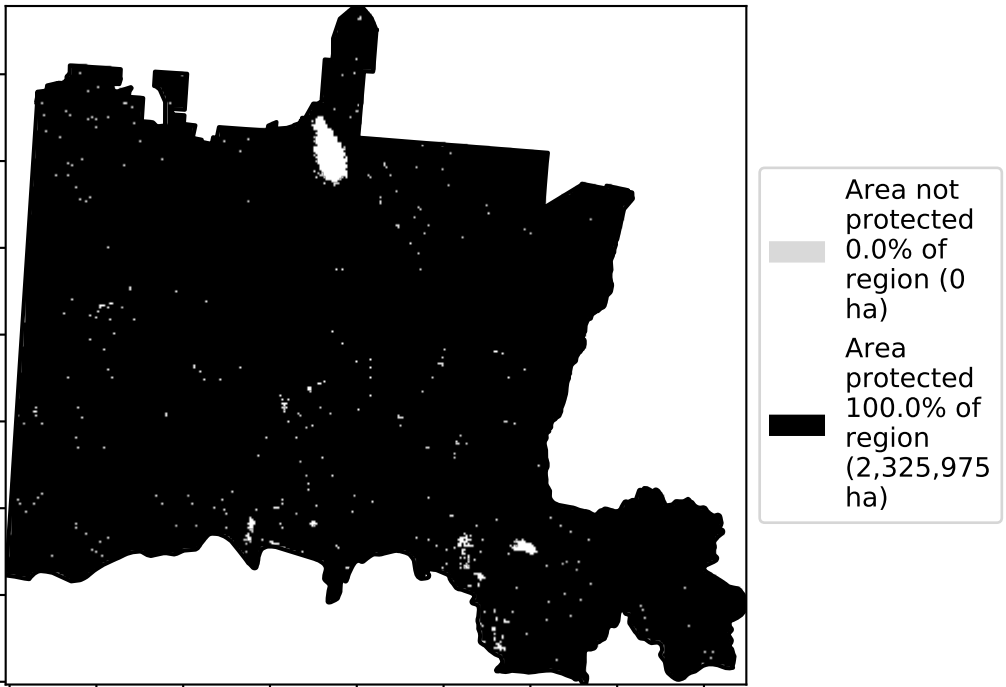 Area not
protected
0.0% of
region (0
ha)
Area
protected
100.0% of
region
(2,325,975
ha)